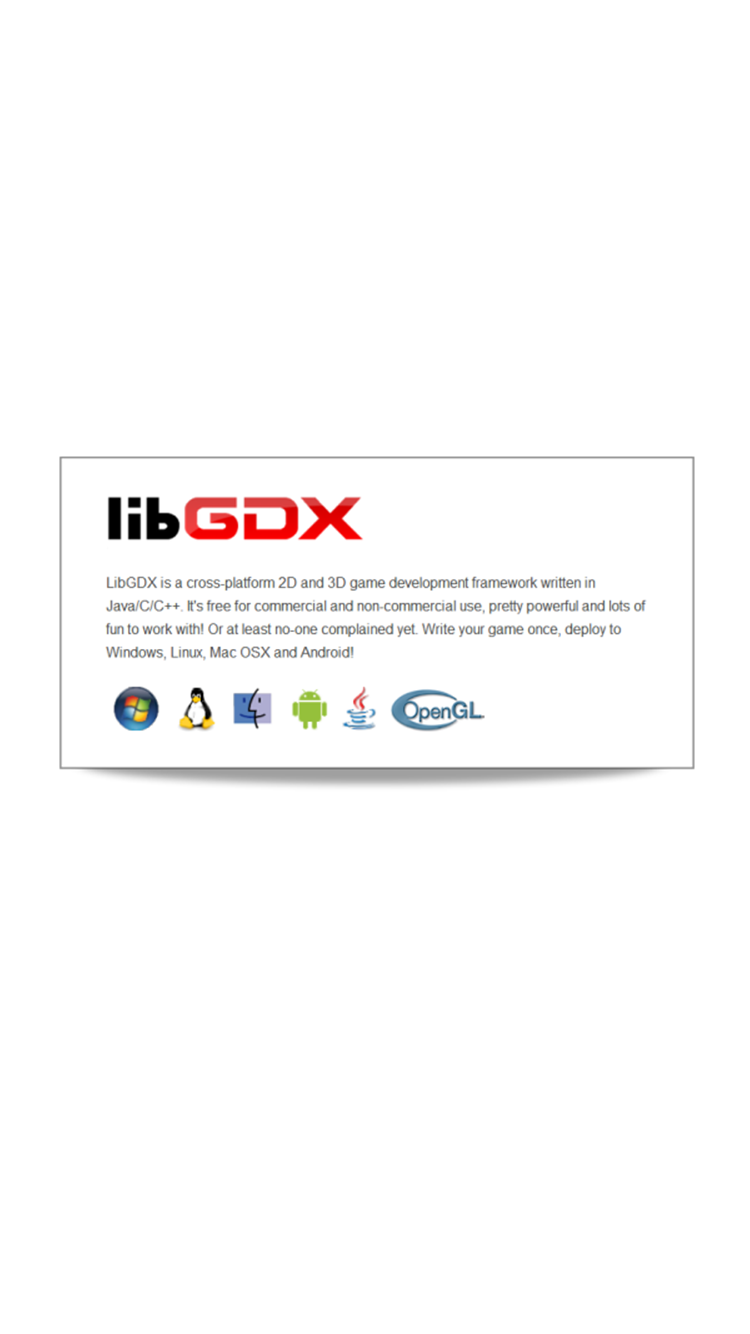 libGDX
LibGDX is a cross-platform 2D and 3D game development framework written in
Java/C/C++. It's free for commercial and non-commercial use, pretty powerful and lots of
fun to work with! Or at least no-one complained yet. Write your game once, deploy to
Windows, Linux, Mac OSX and Android!
OpenGL